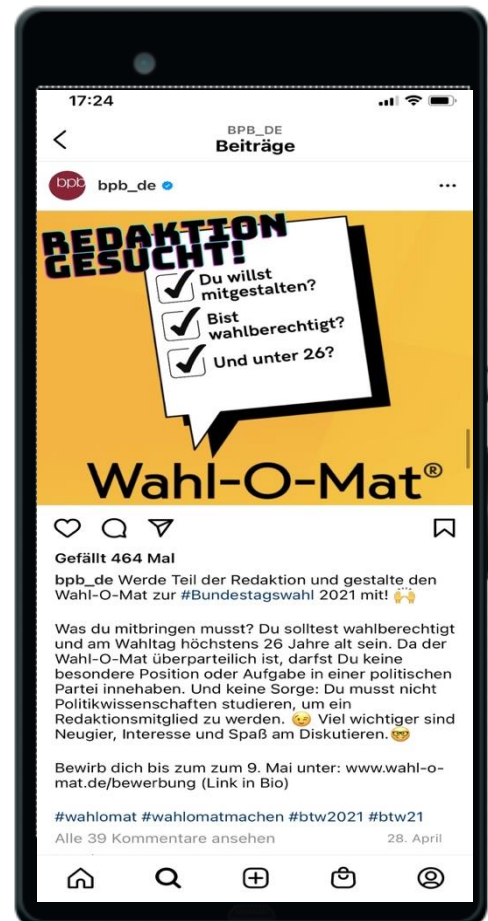 17:24
BPB_DE
Beiträge
bpb
bpb_de
REDAKTION
GESUCHT!
Du willst
mitgestalten?
Bist
wahlberechtigt?
Und unter 26?
Wahl-O-Mat®
Gefällt 464 Mal
bpb_de Werde Teil der Redaktion und gestalte den
Wahl-O-Mat zur #Bundestagswahl 2021 mit! 🙌
Was du mitbringen musst? Du solltest wahlberechtigt
und am Wahltag höchstens 26 Jahre alt sein. Da der
Wahl-O-Mat überparteilich ist, darfst Du keine
besondere Position oder Aufgabe in einer politischen
Partei innehaben. Und keine Sorge: Du musst nicht
Politikwissenschaften studieren, um ein
Redaktionsmitglied zu werden. 😉 Viel wichtiger sind
Neugier, Interesse und Spaß am Diskutieren.🤓
Bewirb dich bis zum zum 9. Mai unter: www.wahl-o-
mat.de/bewerbung (Link in Bio)
#wahlomat #wahlomatmachen #btw2021 #btw21
Alle 39 Kommentare ansehen 28. April